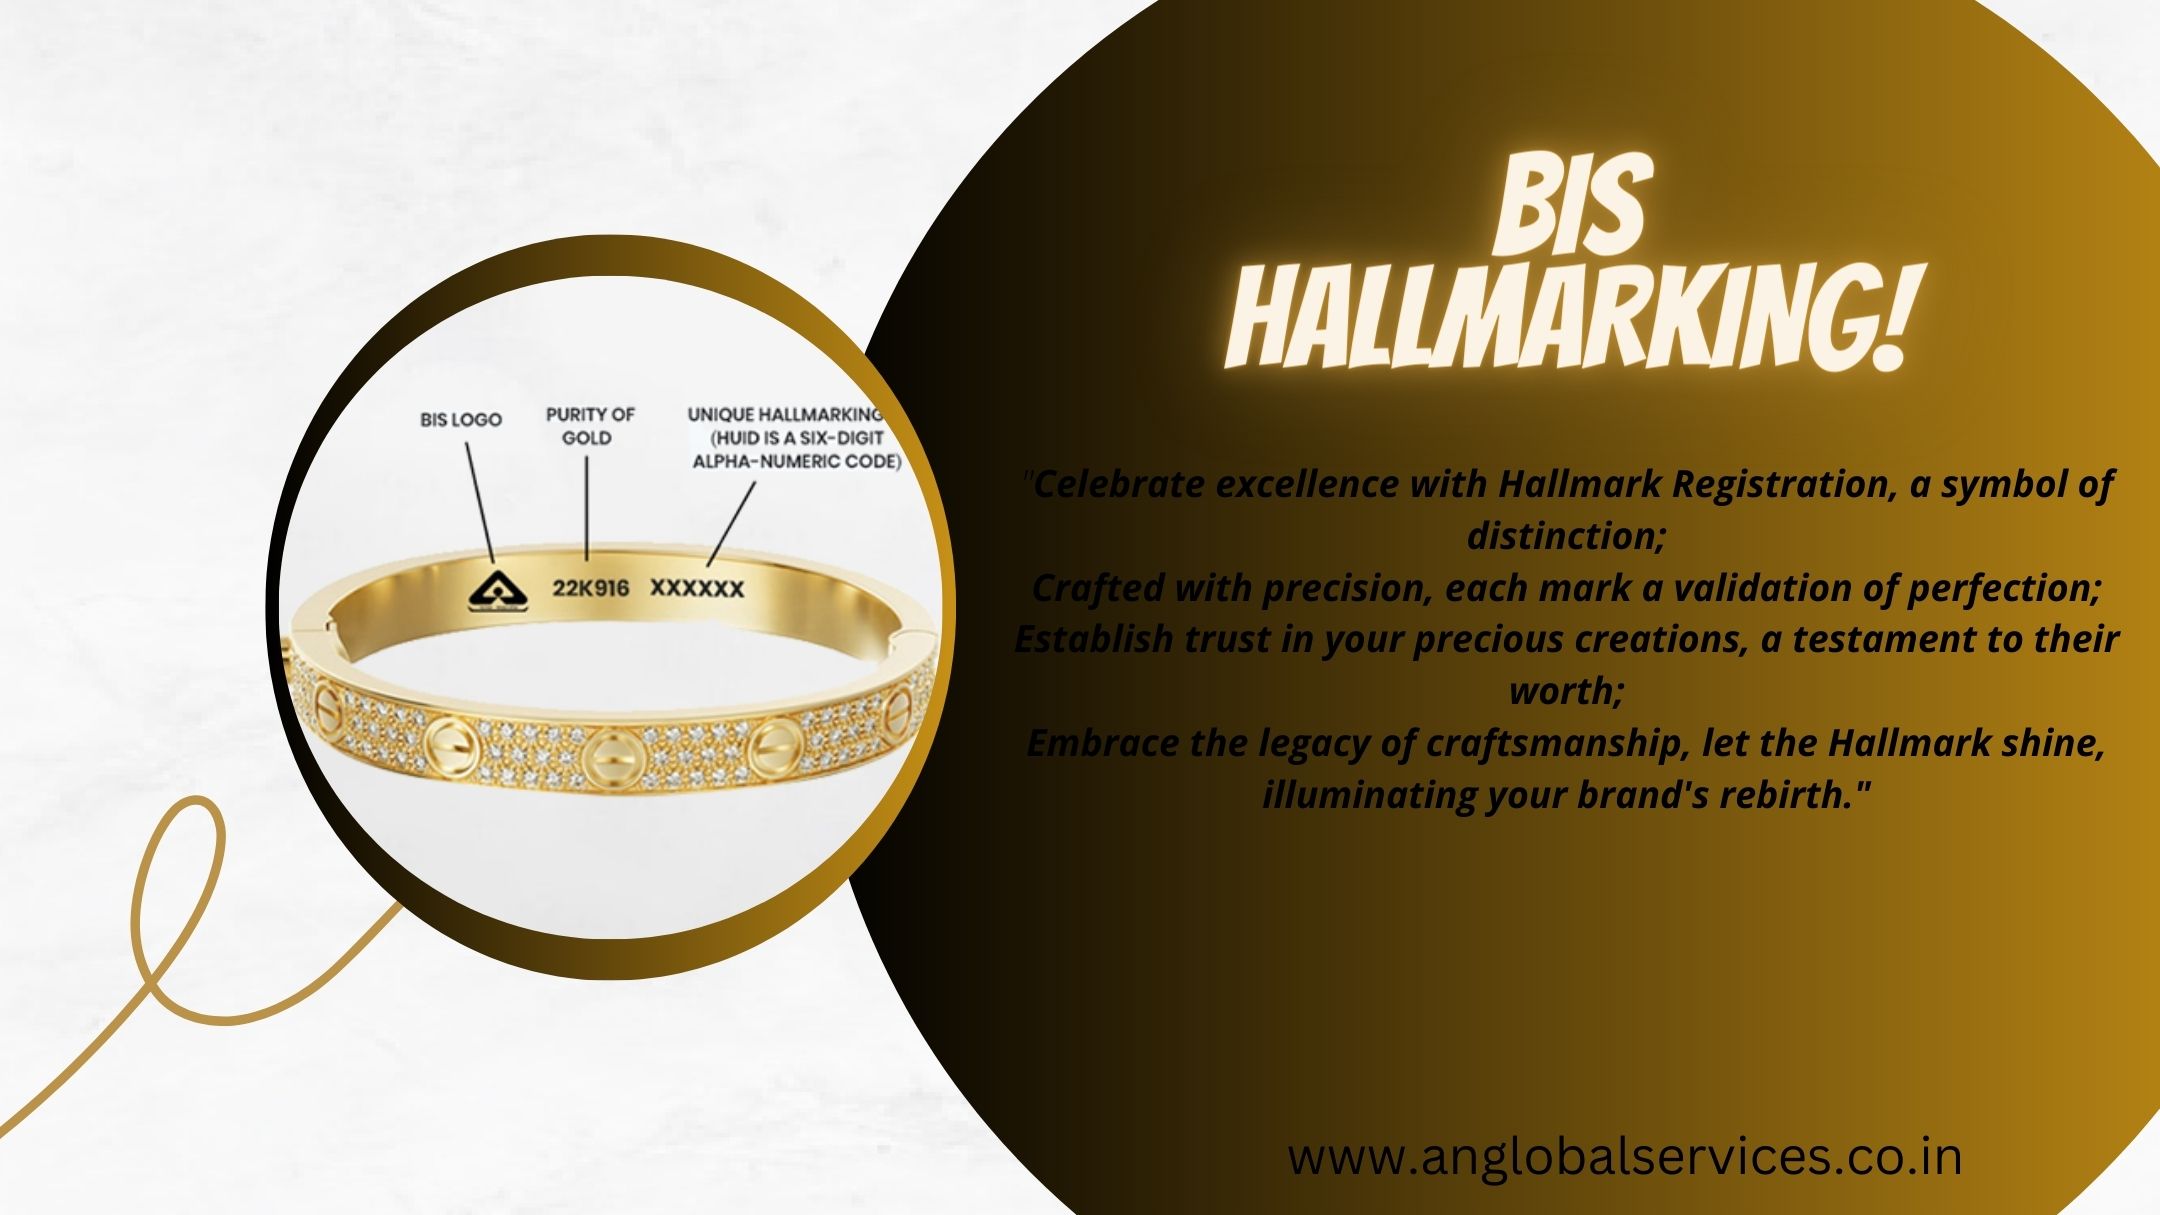 BIS
HALLMARKING!
BIS LOGO
PURITY OF
GOLD
UNIQUE HALLMARKING
(HUID IS A SIX-DIGIT
ALPHA-NUMERIC CODE)
22K916 XXXXXX
"Celebrate excellence with Hallmark Registration, a symbol of
distinction;
Crafted with precision, each mark a validation of perfection;
Establish trust in your precious creations, a testament to their
worth;
Embrace the legacy of craftsmanship, let the Hallmark shine,
illuminating your brand's rebirth."
www.anglobalservices.co.in